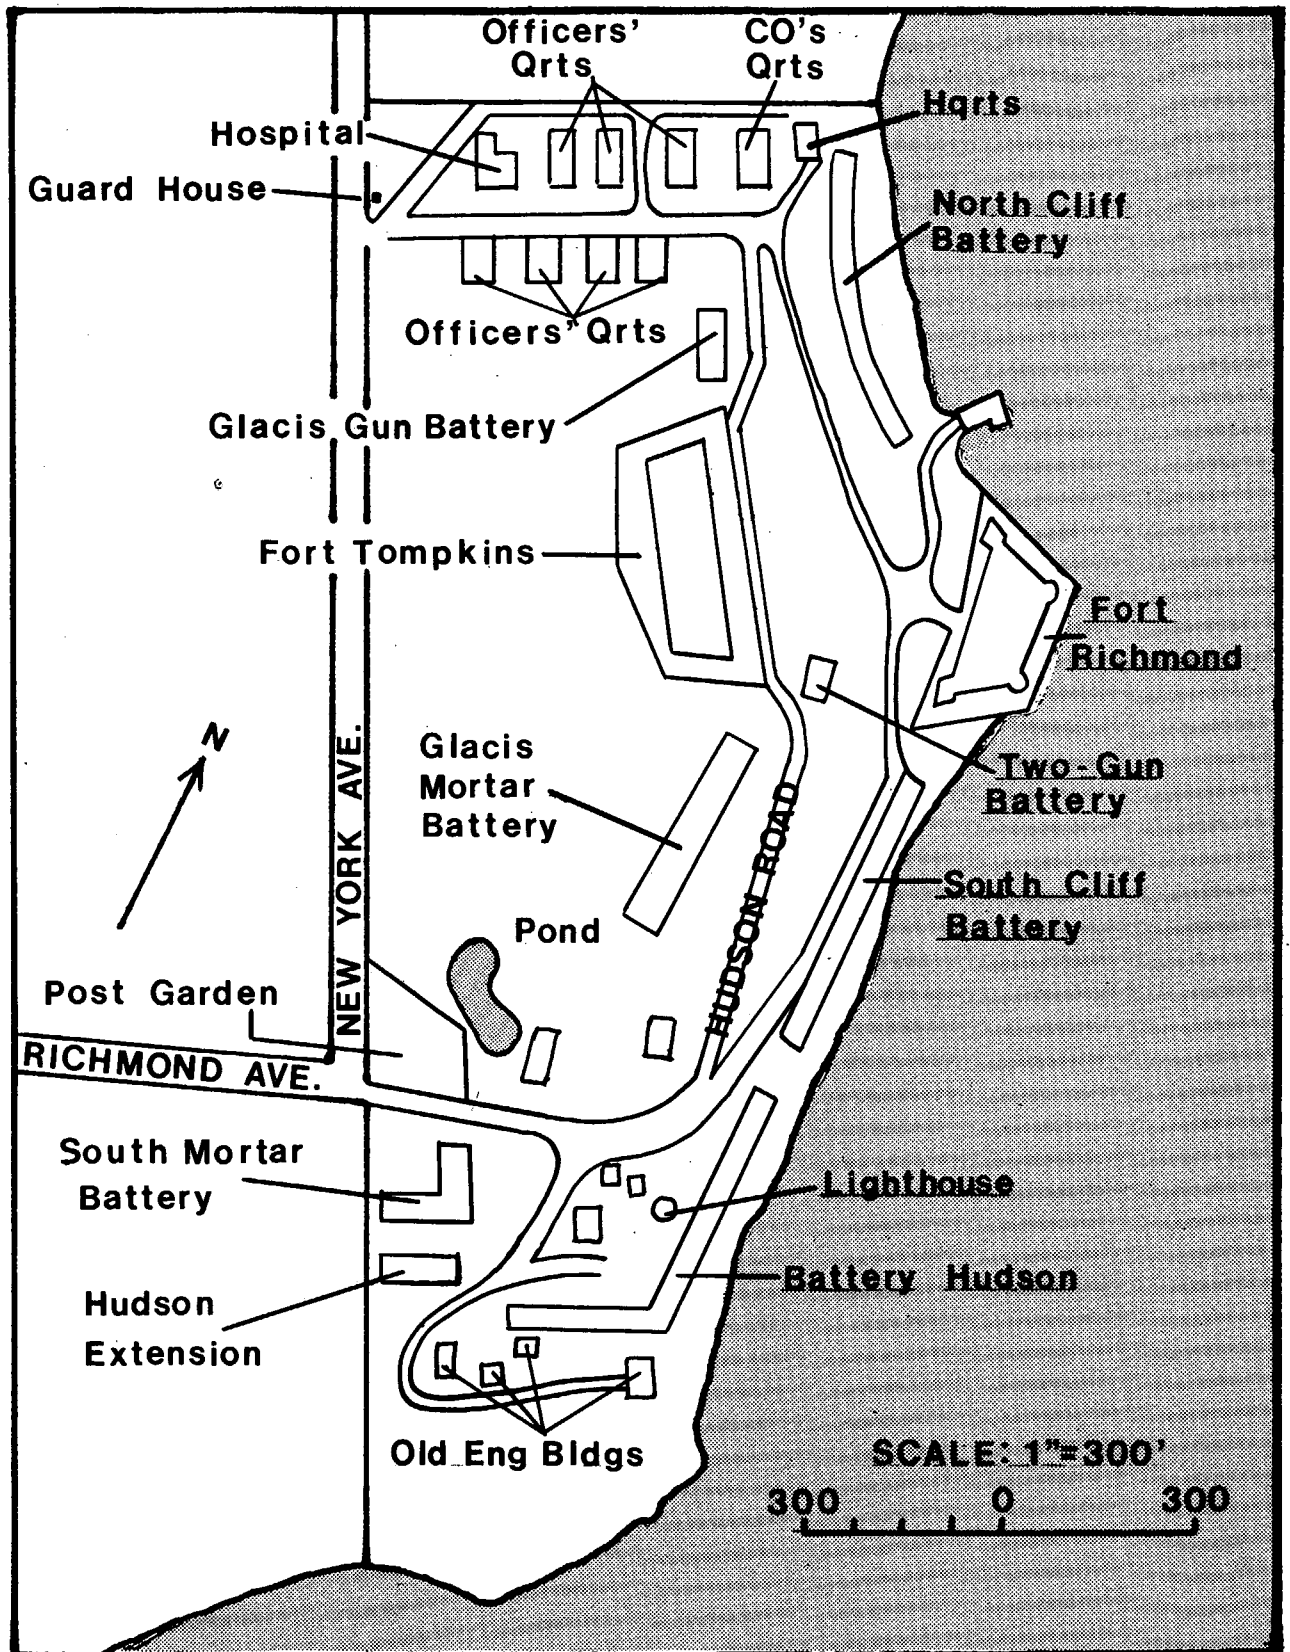 Officers'
Qrts
CO's
Qrts
Hqrts
Hospital
Guard House
North Cliff
Battery
Officers' Qrts
Glacis Gun Battery
Fort Tompkins
Fort
Richmond
N
NEW YORK AVE.
Glacis
Mortar
Battery
Two-Gun
Battery
HUDSON ROAD
South Cliff
Battery
Pond
Post Garden
RICHMOND AVE.
South Mortar
Battery
Lighthouse
Battery Hudson
Hudson
Extension
Old Eng Bldgs
SCALE: 1"=300'
300 0 300